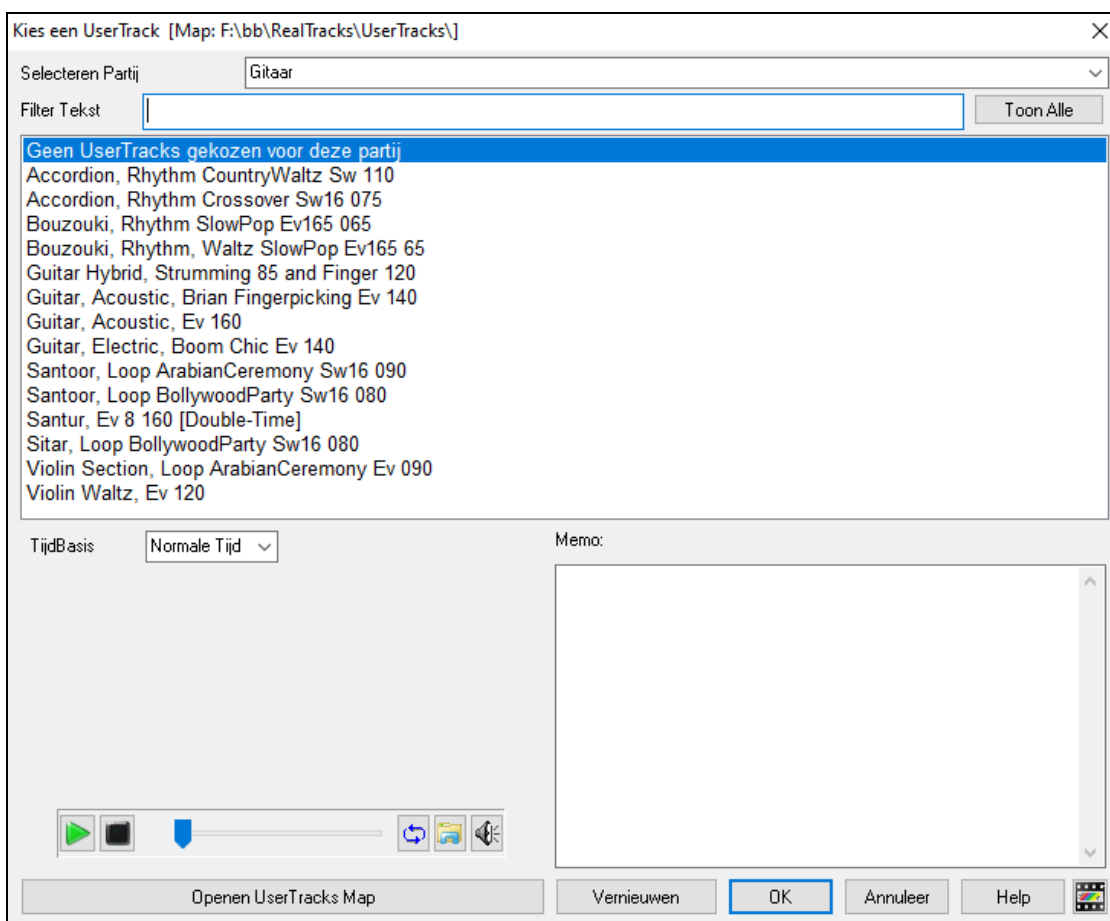 Kies een UserTrack [Map: F:\bb\RealTracks\UserTracks\]
Selecteren Partij
Gitaar
Filter Tekst
Toon Alle
Geen UserTracks gekozen voor deze partij
Accordion, Rhythm CountryWaltz Sw 110
Accordion, Rhythm Crossover Sw16 075
Bouzouki, Rhythm SlowPop Ev165 065
Bouzouki, Rhythm, Waltz SlowPop Ev165 65
Guitar Hybrid, Strumming 85 and Finger 120
Guitar, Acoustic, Brian Fingerpicking Ev 140
Guitar, Acoustic, Ev 160
Guitar, Electric, Boom Chic Ev 140
Santoor, Loop ArabianCeremony Sw16 090
Santoor, Loop BollywoodParty Sw16 080
Santur, Ev 8 160 [Double-Time]
Sitar, Loop BollywoodParty Sw16 080
Violin Section, Loop ArabianCeremony Ev 090
Violin Waltz, Ev 120
TijdBasis
Normale Tijd
Memo:
Openen UserTracks Map
Vernieuwen
OK
Annuleer
Help